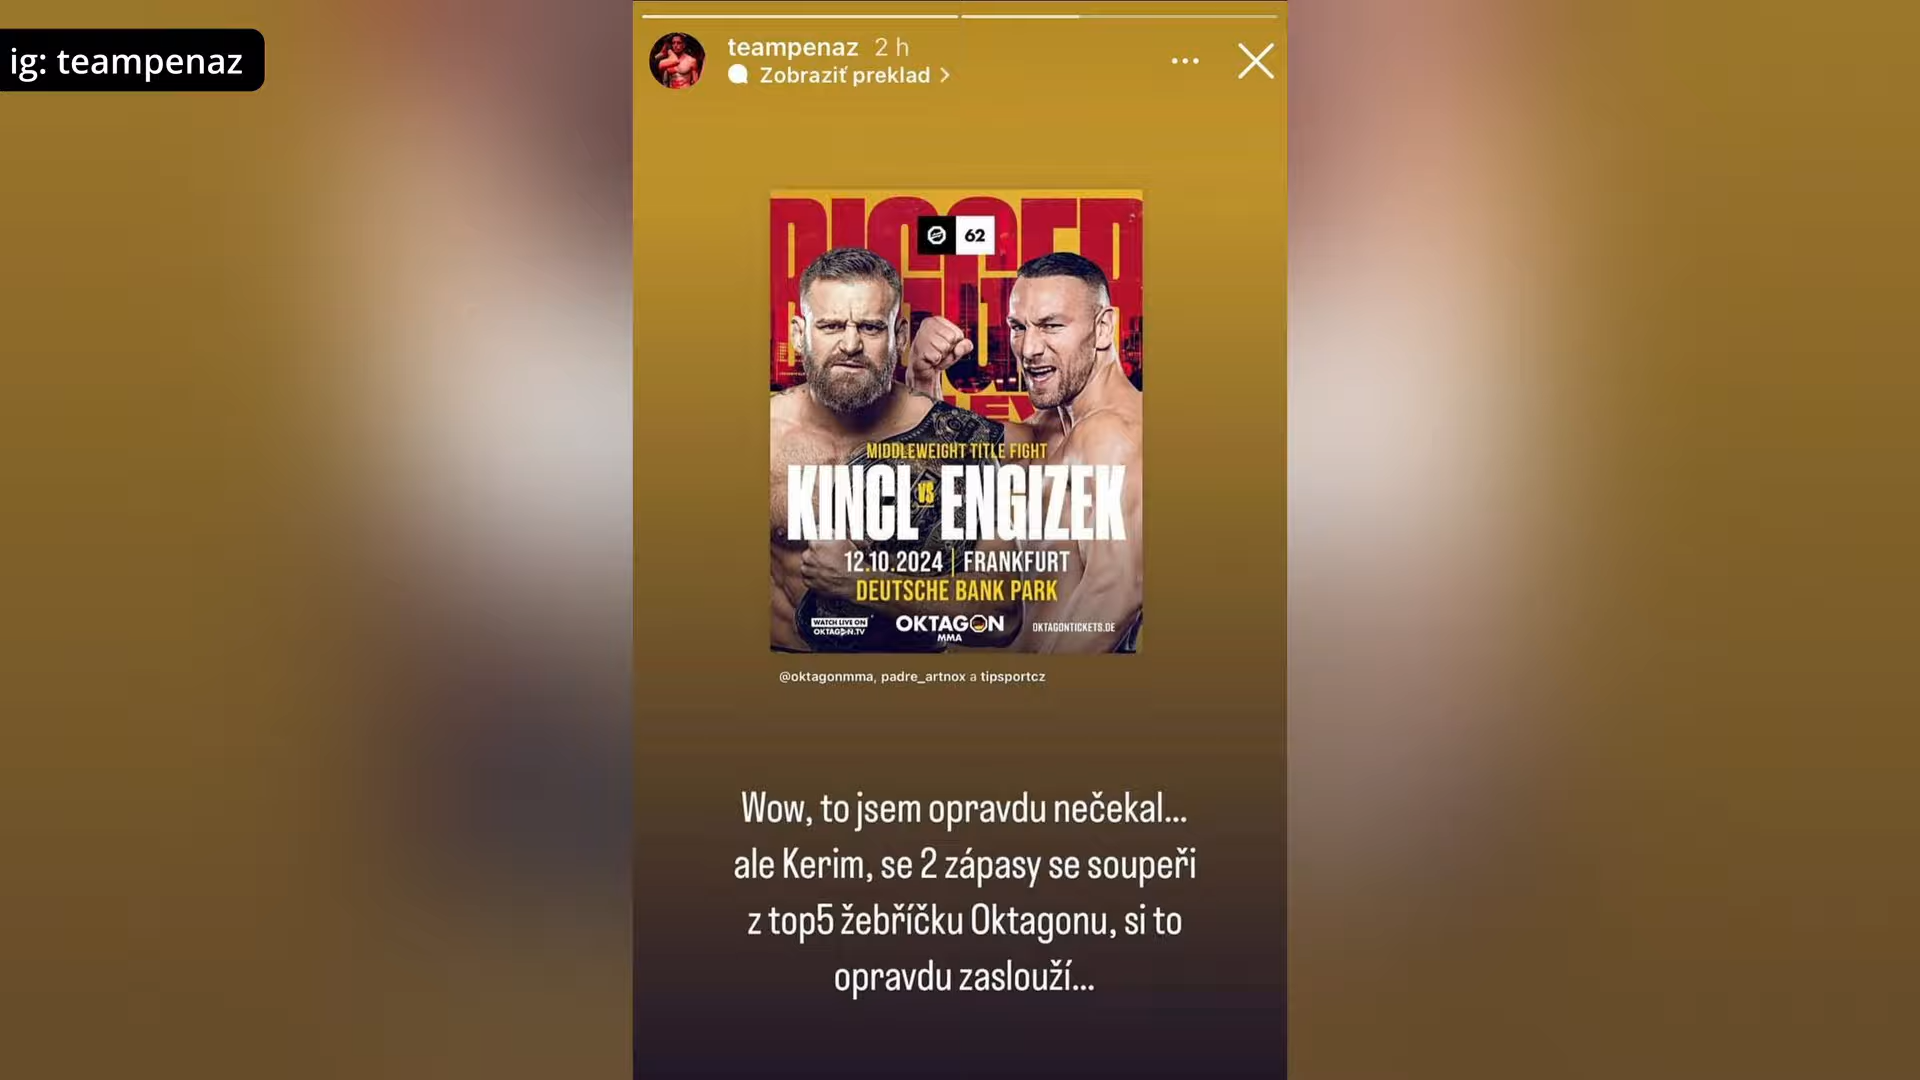 ig: teampenaz
teampenaz 2 h
Zobraziť preklad
62
MIDDLEWEIGHT TITLE FIGHT
KINCL VS ENGIZEK
12.10.2024 | FRANKFURT
DEUTSCHE BANK PARK
WATCH LIVE ON
OKTAGON.TV
OKTAGON
MMA
OKTAGONTICKETS.DE
@oktagonmma, padre_artnox a tipsportcz
Wow, to jsem opravdu nečekal...
ale Kerim, se 2 zápasy se soupeři
z top5 žebříčku Oktagonu, si to
opravdu zaslouží...